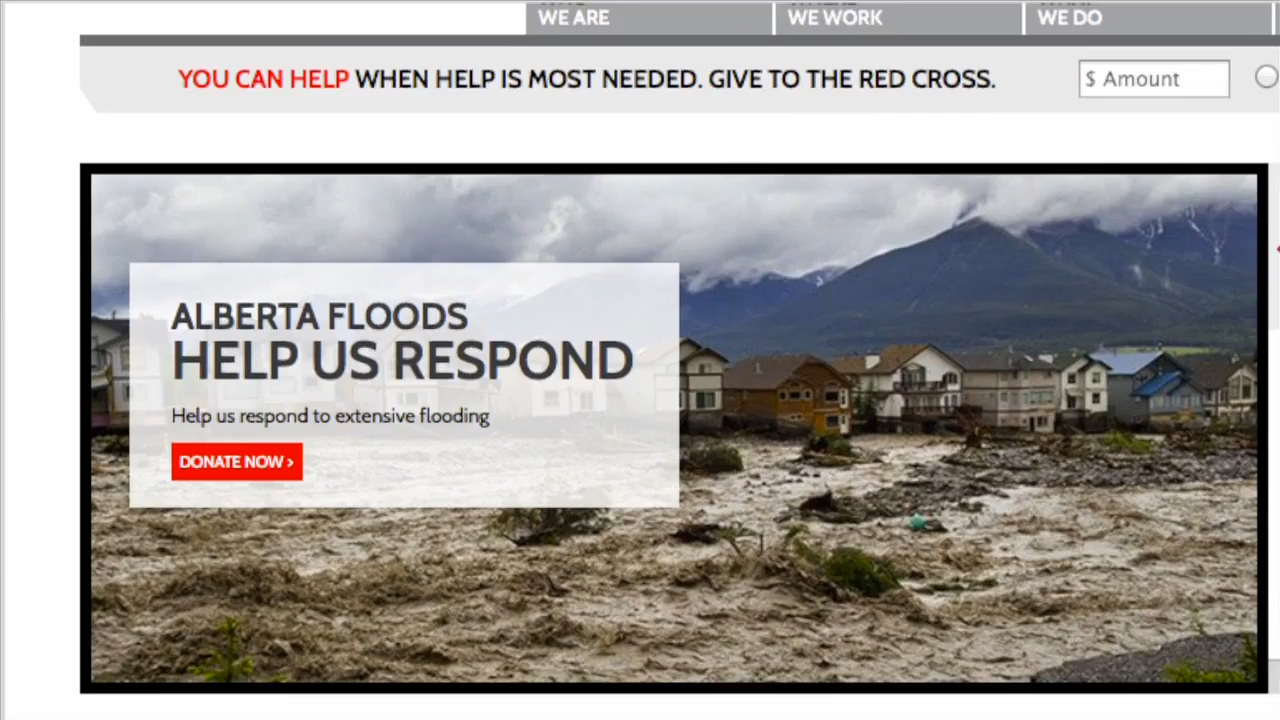 WE ARE
WE WORK
WE DO
YOU CAN HELP WHEN HELP IS MOST NEEDED. GIVE TO THE RED CROSS.
$ Amount
ALBERTA FLOODS
HELP US RESPOND
Help us respond to extensive flooding
DONATE NOW ›